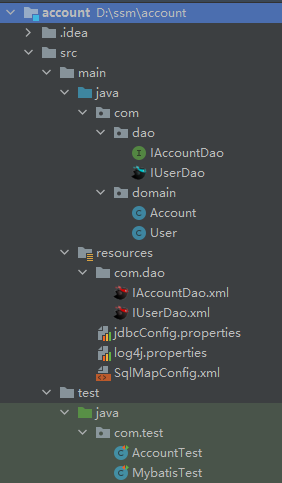 account D:\ssm\account
.idea
src
main
java
com
dao
IAccountDao
IUserDao
domain
Account
User
resources
com.dao
IAccountDao.xml
IUserDao.xml
jdbcConfig.properties
log4j.properties
SqlMapConfig.xml
test
java
com.test
AccountTest
MybatisTest